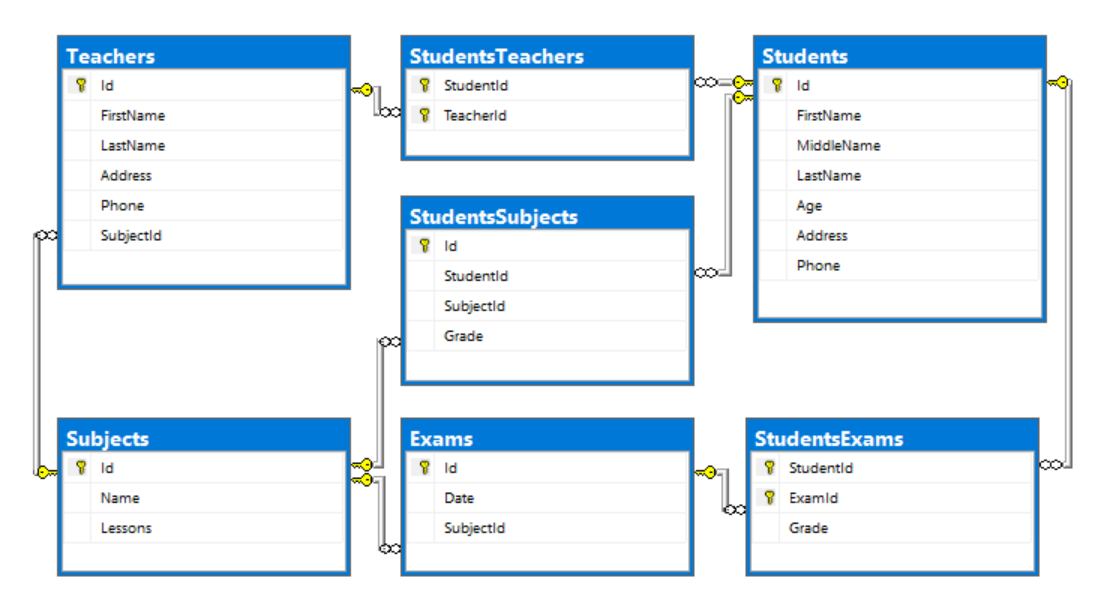 Teachers
Id
FirstName
LastName
Address
Phone
SubjectId
StudentsTeachers
StudentId
TeacherId
Students
Id
FirstName
MiddleName
LastName
Age
Address
Phone
StudentsSubjects
Id
StudentId
SubjectId
Grade
Subjects
Id
Name
Lessons
Exams
Id
Date
SubjectId
StudentsExams
StudentId
ExamId
Grade